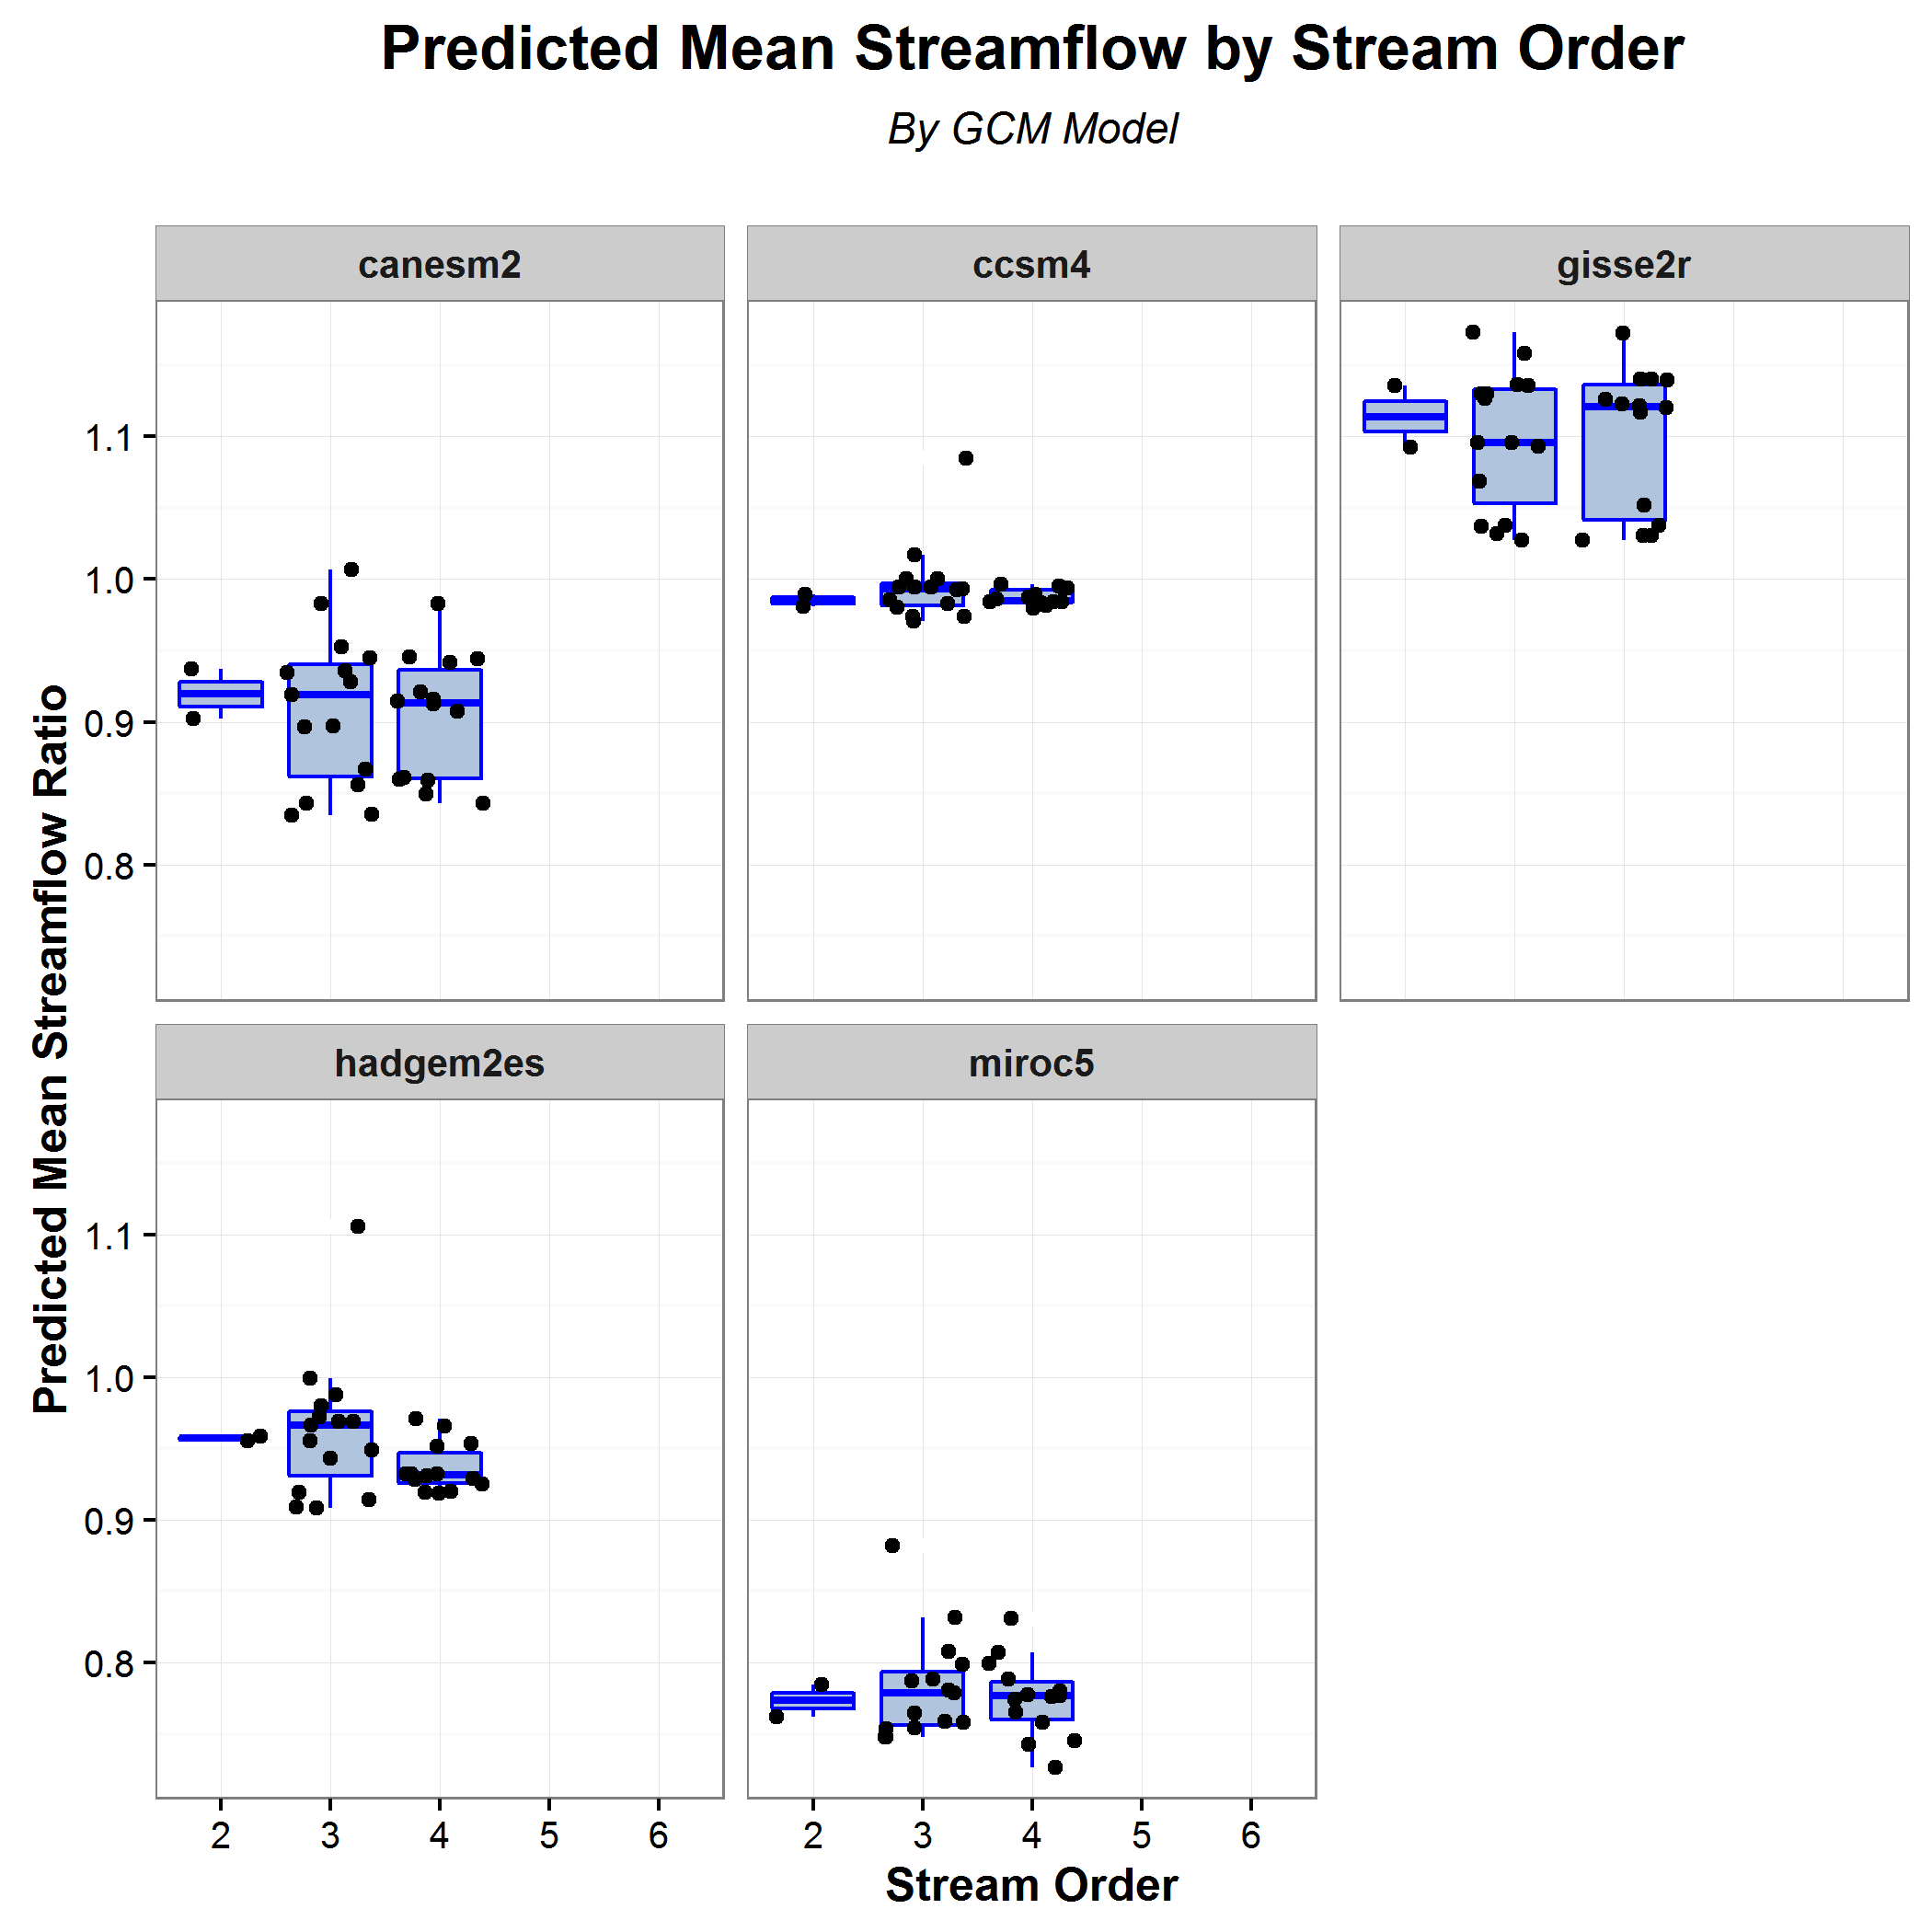 Predicted Mean Streamflow by Stream Order
By GCM Model
canesm2
ccsm4
gisse2r
1.1
1.0
0.9
0.8
Predicted Mean Streamflow Ratio
hadgem2es
miroc5
1.1
1.0
0.9
0.8
2 3 4 5 6
2 3 4 5 6
Stream Order